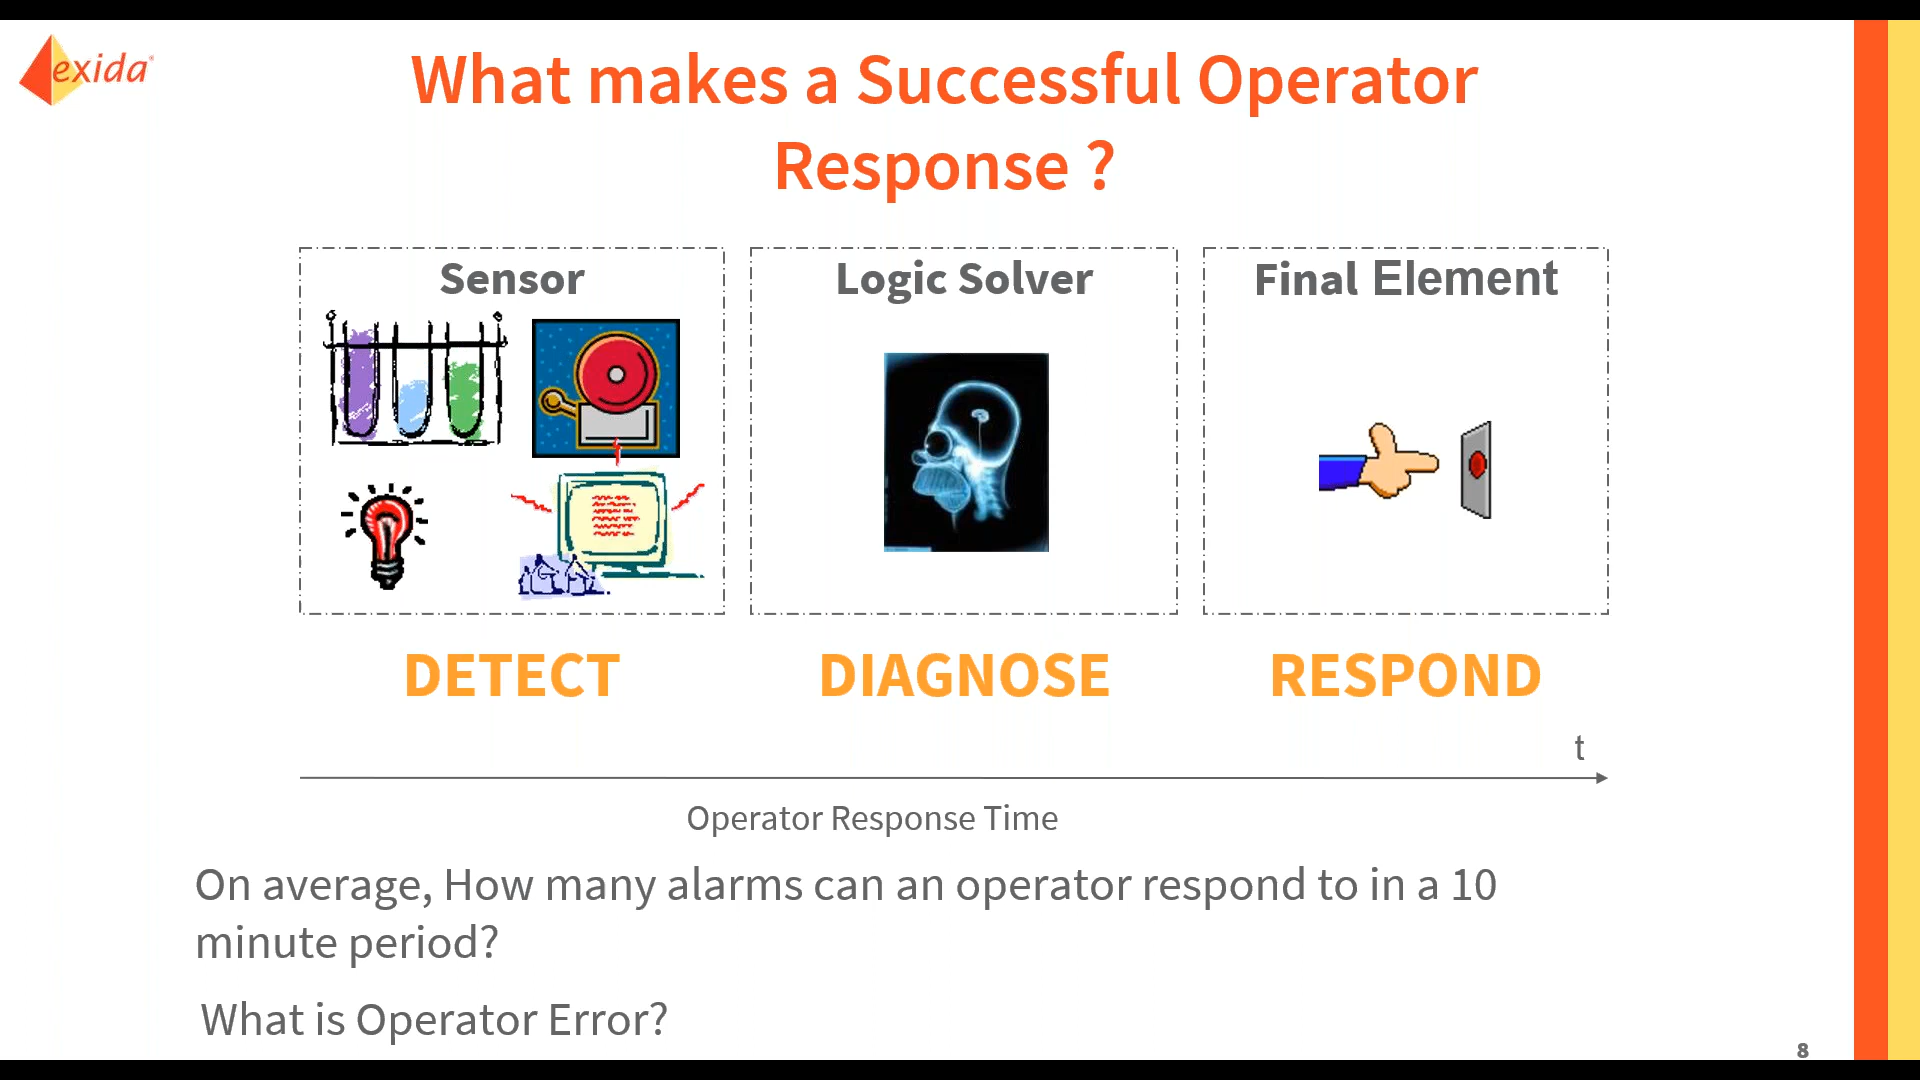 exida
What makes a Successful Operator
Response ?
Sensor
Logic Solver
Final Element
DETECT
DIAGNOSE
RESPOND
t
Operator Response Time
On average, How many alarms can an operator respond to in a 10
minute period?
What is Operator Error?
8